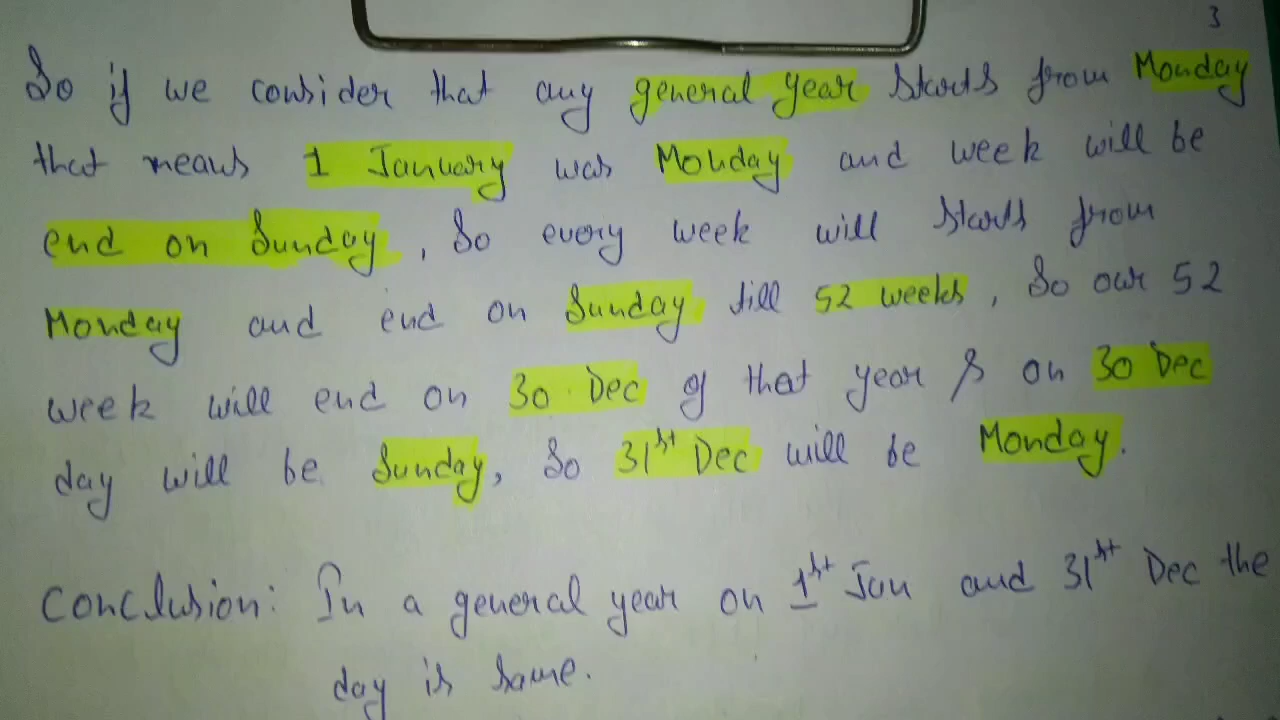 3
So if we consider that any general year starts from Monday
that means 1 January was Monday and week will be
end on Sunday, So every week will starts from
Monday and end on Sunday till 52 weeks, So our 52
week will end on 30 Dec of that year & on 30 Dec
day will be Sunday, So 31st Dec will be Monday.
Conclusion: In a general year on 1st Jan and 31st Dec the
day is same.